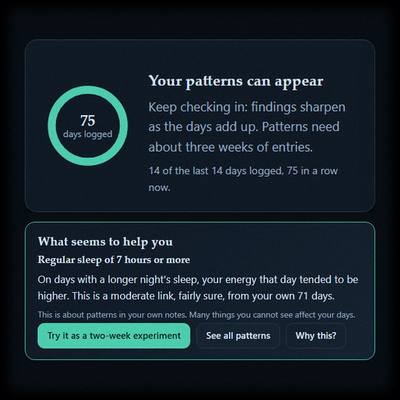 75
days logged
Your patterns can appear
Keep checking in: findings sharpen
as the days add up. Patterns need
about three weeks of entries.
14 of the last 14 days logged, 75 in a row
now.
What seems to help you
Regular sleep of 7 hours or more
On days with a longer night's sleep, your energy that day tended to be
higher. This is a moderate link, fairly sure, from your own 71 days.
This is about patterns in your own notes. Many things you cannot see affect your days.
Try it as a two-week experiment
See all patterns
Why this?